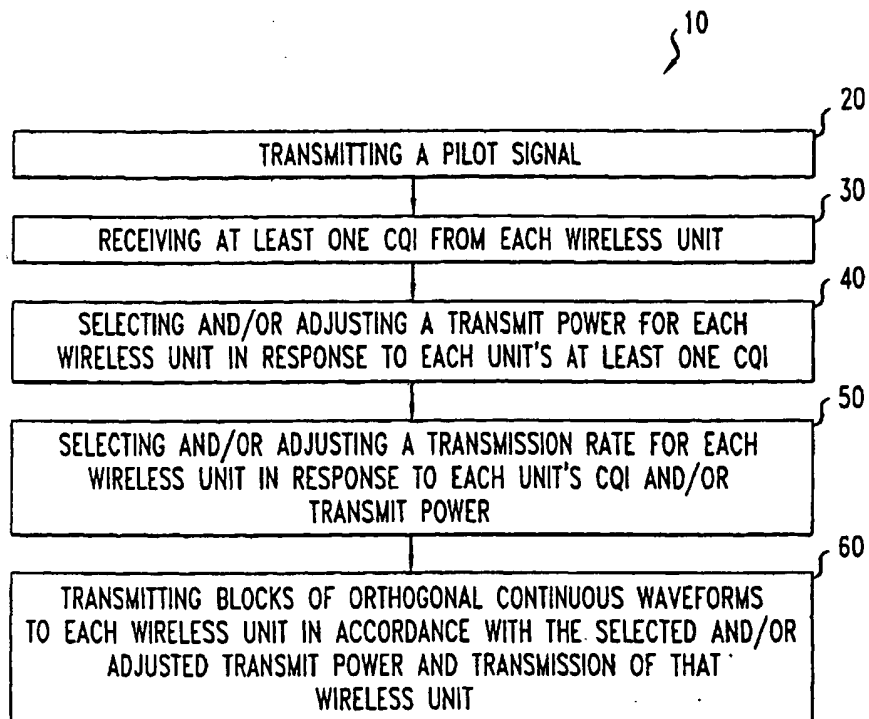 10
20
TRANSMITTING A PILOT SIGNAL
30
RECEIVING AT LEAST ONE CQI FROM EACH WIRELESS UNIT
40
SELECTING AND/OR ADJUSTING A TRANSMIT POWER FOR EACH
WIRELESS UNIT IN RESPONSE TO EACH UNIT'S AT LEAST ONE CQI
50
SELECTING AND/OR ADJUSTING A TRANSMISSION RATE FOR EACH
WIRELESS UNIT IN RESPONSE TO EACH UNIT'S CQI AND/OR
TRANSMIT POWER
60
TRANSMITTING BLOCKS OF ORTHOGONAL CONTINUOUS WAVEFORMS
TO EACH WIRELESS UNIT IN ACCORDANCE WITH THE SELECTED AND/OR
ADJUSTED TRANSMIT POWER AND TRANSMISSION OF THAT
WIRELESS UNIT